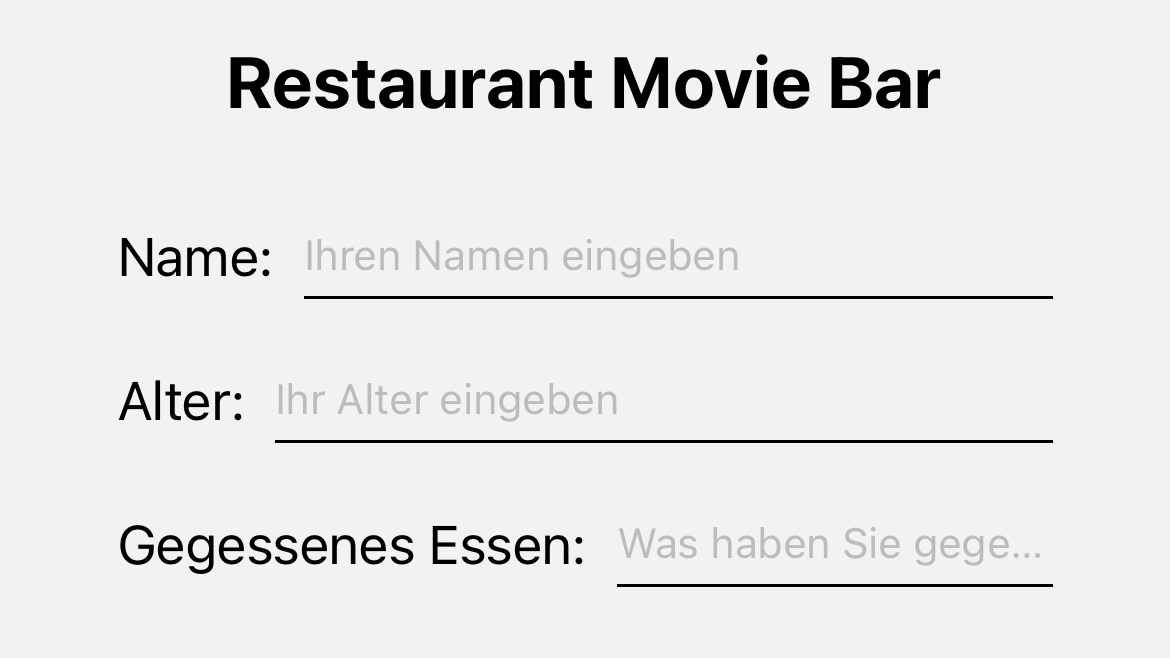 Restaurant Movie Bar
Name: Ihren Namen eingeben
Alter: Ihr Alter eingeben
Gegessenes Essen: Was haben Sie gege...